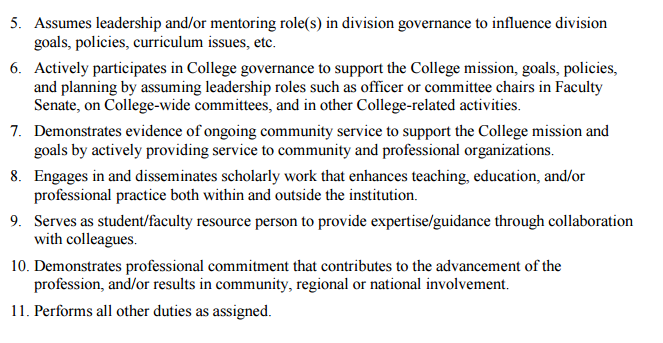 5. Assumes leadership and/or mentoring role(s) in division governance to influence division
goals, policies, curriculum issues, etc.
6. Actively participates in College governance to support the College mission, goals, policies,
and planning by assuming leadership roles such as officer or committee chairs in Faculty
Senate, on College-wide committees, and in other College-related activities.
7. Demonstrates evidence of ongoing community service to support the College mission and
goals by actively providing service to community and professional organizations.
8. Engages in and disseminates scholarly work that enhances teaching, education, and/or
professional practice both within and outside the institution.
9. Serves as student/faculty resource person to provide expertise/guidance through collaboration
with colleagues.
10. Demonstrates professional commitment that contributes to the advancement of the
profession, and/or results in community, regional or national involvement.
11. Performs all other duties as assigned.